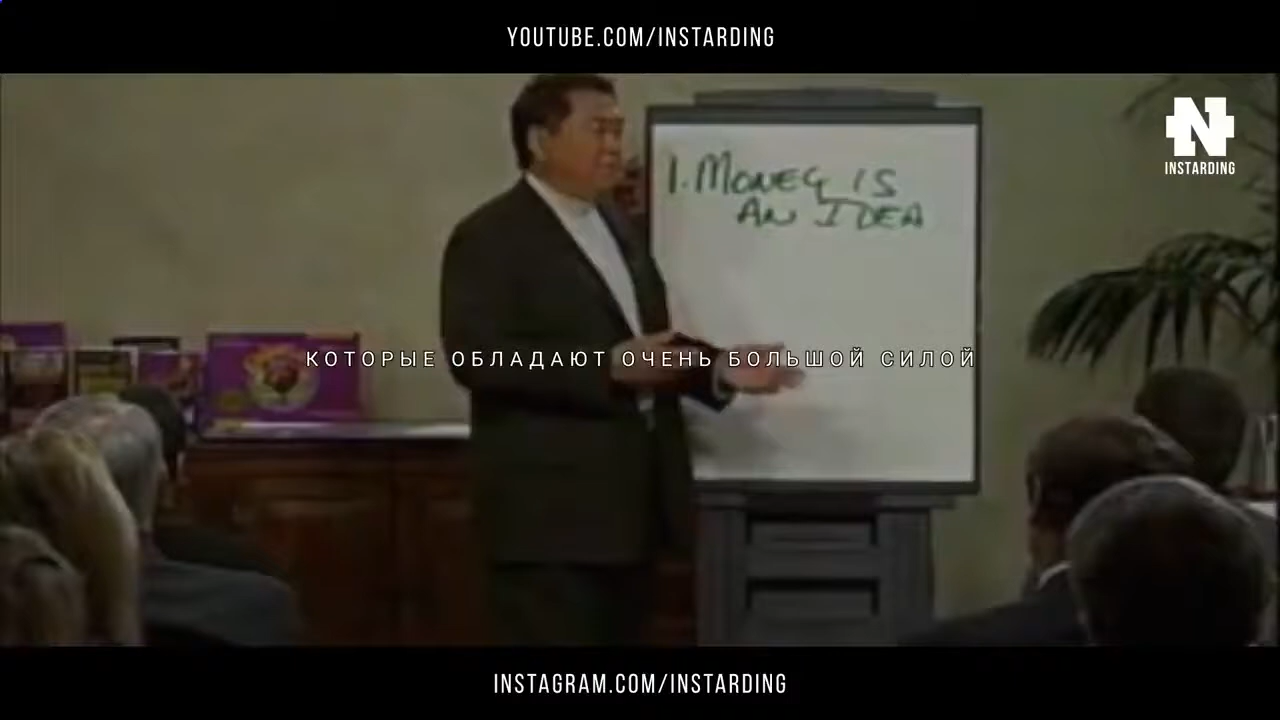 YOUTUBE.COM/INSTARDING
INSTARDING
1. MONEY IS
AN IDEA
КОТОРЫЕ ОБЛАДАЮТ ОЧЕНЬ БОЛЬШОЙ СИЛОЙ
INSTAGRAM.COM/INSTARDING